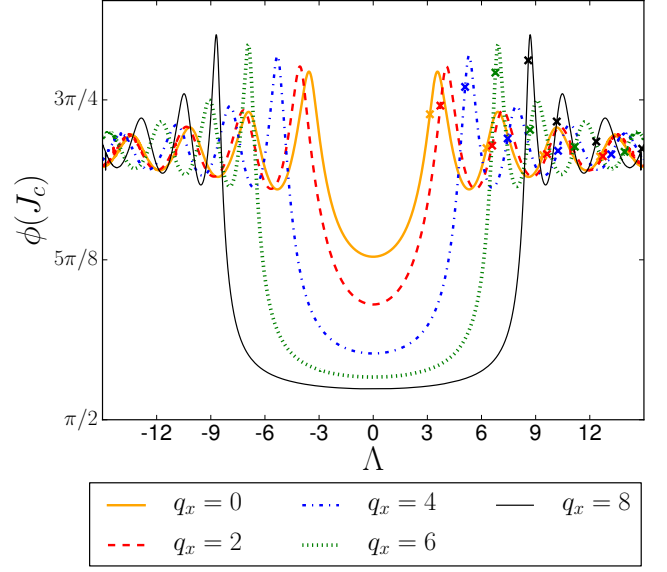 3π/4
5π/8
π/2
ϕ(J_c)
-12 -9 -6 -3 0 3 6 9 12
Λ
q_x = 0 q_x = 4 q_x = 8
q_x = 2 q_x = 6